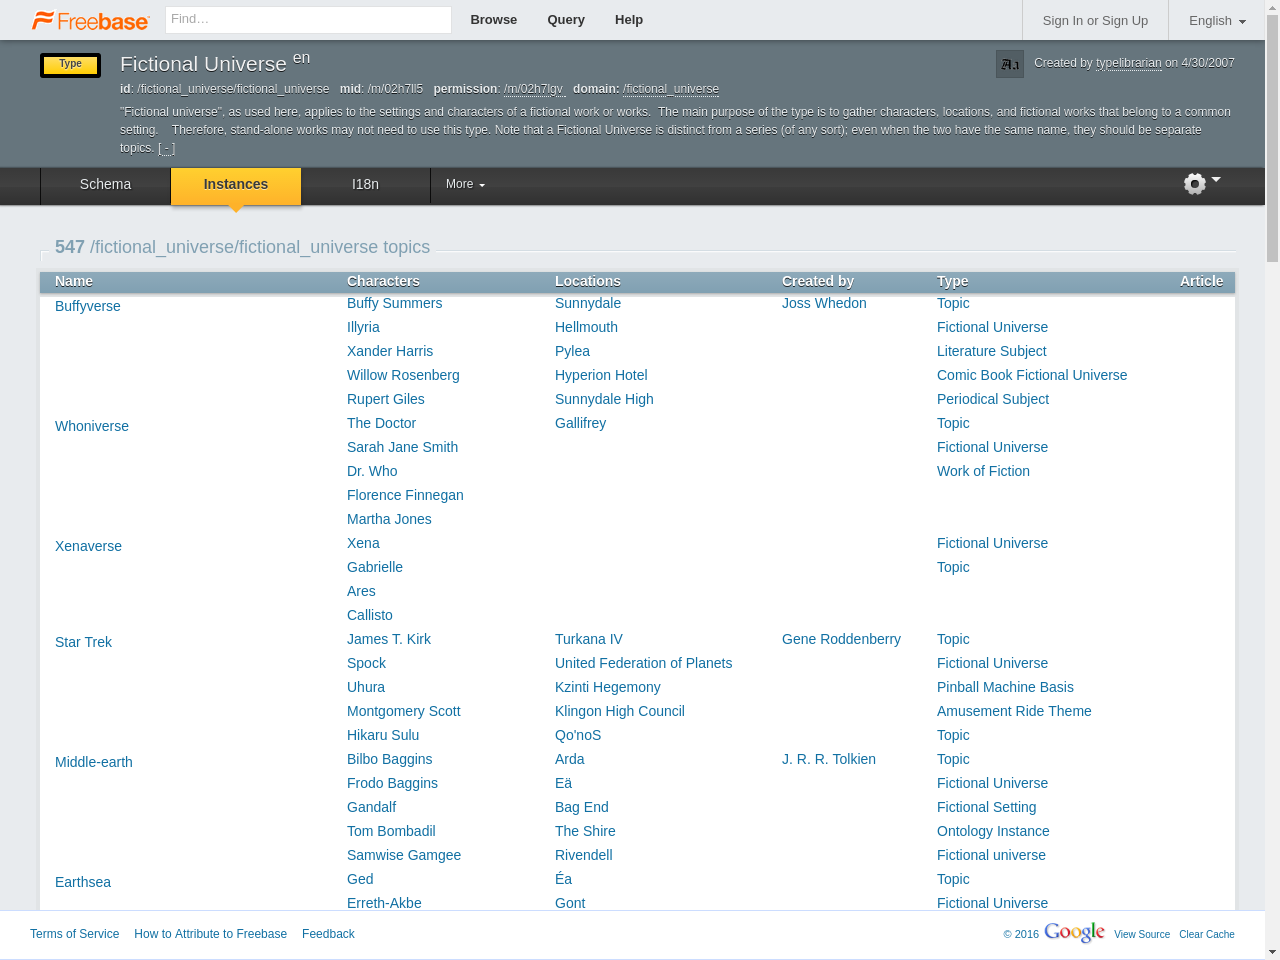 Freebase Find… Browse Query Help Sign In or Sign Up English
Type Fictional Universe en Created by typelibrarian on 4/30/2007
id: /fictional_universe/fictional_universe mid: /m/02h7ll5 permission: /m/02h7lgv domain: /fictional_universe
"Fictional universe", as used here, applies to the settings and characters of a fictional work or works. The main purpose of the type is to gather characters, locations, and fictional works that belong to a common
setting. Therefore, stand-alone works may not need to use this type. Note that a Fictional Universe is distinct from a series (of any sort); even when the two have the same name, they should be separate
topics. [ - ]
Schema Instances I18n More
547 /fictional_universe/fictional_universe topics
Name Characters Locations Created by Type Article
Buffyverse Buffy Summers Sunnydale Joss Whedon Topic
Illyria Hellmouth Fictional Universe
Xander Harris Pylea Literature Subject
Willow Rosenberg Hyperion Hotel Comic Book Fictional Universe
Rupert Giles Sunnydale High Periodical Subject
Whoniverse The Doctor Gallifrey Topic
Sarah Jane Smith Fictional Universe
Dr. Who Work of Fiction
Florence Finnegan
Martha Jones
Xenaverse Xena Fictional Universe
Gabrielle Topic
Ares
Callisto
Star Trek James T. Kirk Turkana IV Gene Roddenberry Topic
Spock United Federation of Planets Fictional Universe
Uhura Kzinti Hegemony Pinball Machine Basis
Montgomery Scott Klingon High Council Amusement Ride Theme
Hikaru Sulu Qo'noS Topic
Middle-earth Bilbo Baggins Arda J. R. R. Tolkien Topic
Frodo Baggins Eä Fictional Universe
Gandalf Bag End Fictional Setting
Tom Bombadil The Shire Ontology Instance
Samwise Gamgee Rivendell Fictional universe
Earthsea Ged Éa Topic
Erreth-Akbe Gont Fictional Universe
Terms of Service How to Attribute to Freebase Feedback © 2016 Google View Source Clear Cache